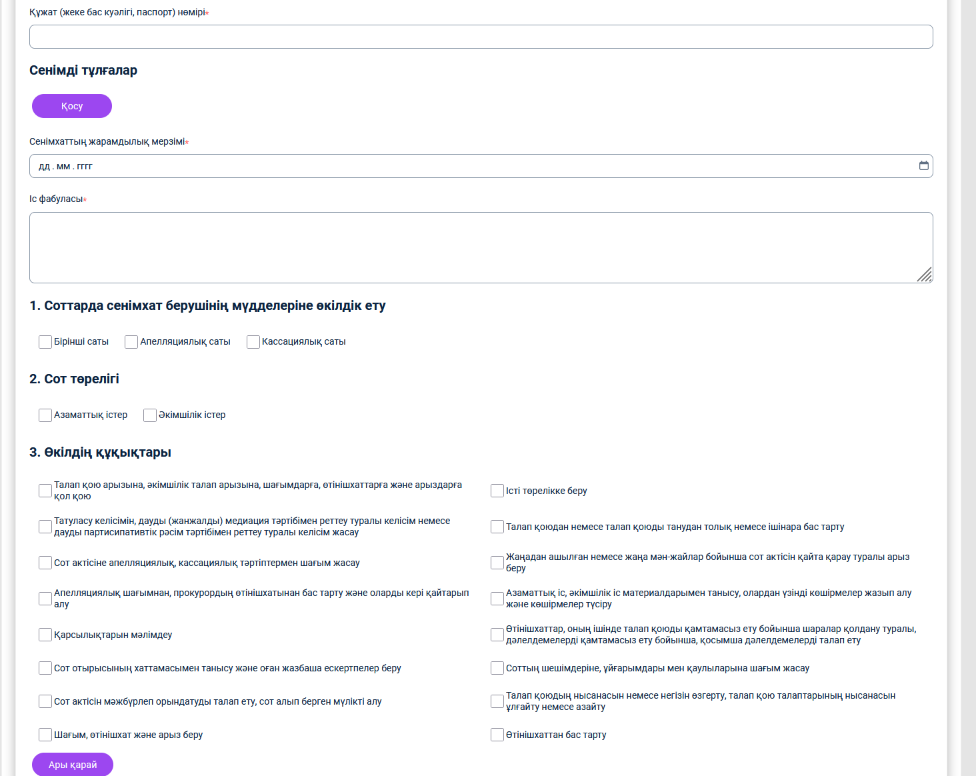 Құжат (жеке бас куәлігі, паспорт) нөмірі*
Сенімді тұлғалар
Қосу
Сенімхаттың жарамдылық мерзімі*
дд . мм . гггг
Іс фабуласы*
1. Соттарда сенімхат берушінің мүдделеріне өкілдік ету
Бірінші саты
Апелляциялық саты
Кассациялық саты
2. Сот төрелігі
Азаматтық істер
Әкімшілік істер
3. Өкілдің құқықтары
Талап қою арызына, әкімшілік талап арызына, шағымдарға, өтінішхаттарға және арыздарға
қол қою
Істі төрелікке беру
Татуласу келісімін, дауды (жанжалды) медиация тәртібімен реттеу туралы келісім немесе
дауды партисипативтік рәсім тәртібімен реттеу туралы келісім жасау
Талап қоюдан немесе талап қоюды танудан толық немесе ішінара бас тарту
Сот актісіне апелляциялық, кассациялық тәртіппен шағым жасау
Жаңадан ашылған немесе жаңа мән-жайлар бойынша сот актісін қайта қарау туралы арыз
беру
Апелляциялық шағымнан, прокурордың өтінішхатынан бас тарту және оларды кері қайтарып
алу
Азаматтық іс, әкімшілік іс материалдарымен танысу, олардан үзінді көшірмелер жазып алу
және көшірмелер түсіру
Қарсылықтарын мәлімдеу
Өтінішхаттар, оның ішінде талап қоюды қамтамасыз ету бойынша шаралар қолдану туралы,
дәлелдемелерді қамтамасыз ету бойынша, қосымша дәлелдемелерді талап ету
Сот отырысының хаттамасымен танысу және оған жазбаша ескертпелер беру
Соттың шешімдеріне, ұйғарымдары мен қаулыларына шағым жасау
Сот актісін мәжбүрлеп орындатуды талап ету, сот алып берген мүлікті алу
Талап қоюдың нысанасын немесе негізін өзгерту, талап қою талаптарының нысанасын
ұлғайту немесе азайту
Шағым, өтінішхат және арыз беру
Өтінішхаттан бас тарту
Ары қарай